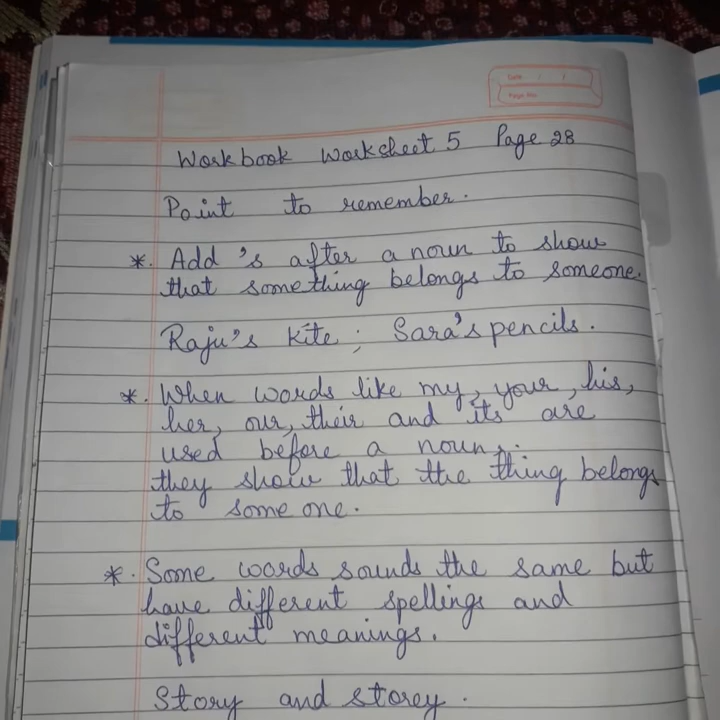 Date / /
Page No.
Workbook Worksheet 5 Page 28
Point to remember.
*. Add 's after a noun to show
that something belongs to someone.
Raju's kite; Sara's pencils.
*. When words like my, your, his,
her, our, their and its are
used before a noun,.
they show that the thing belongs
to some one.
*. Some words sounds the same but
have different spellings and
different meanings.
Story and storey.